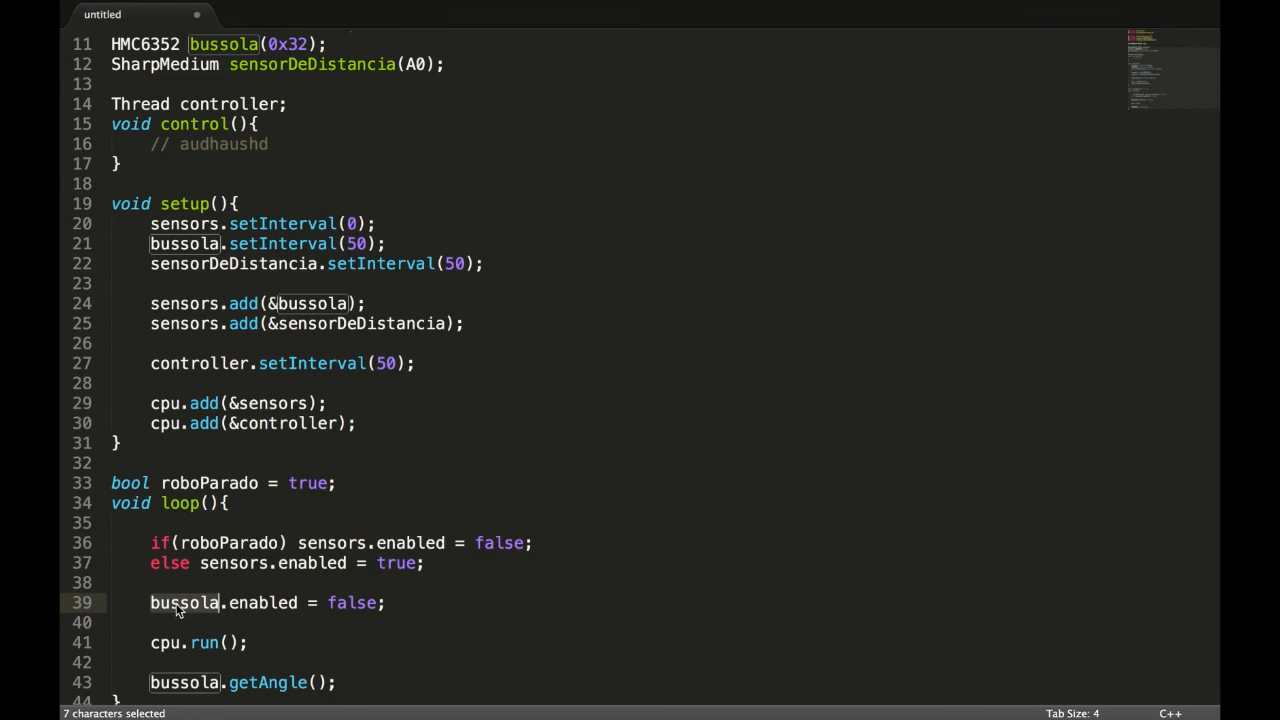 untitled
11 HMC6352 bussola(0x32);
12 SharpMedium sensorDeDistancia(A0);
13
14 Thread controller;
15 void control(){
16 // audhaushd
17 }
18
19 void setup(){
20 sensors.setInterval(0);
21 bussola.setInterval(50);
22 sensorDeDistancia.setInterval(50);
23
24 sensors.add(&bussola);
25 sensors.add(&sensorDeDistancia);
26
27 controller.setInterval(50);
28
29 cpu.add(&sensors);
30 cpu.add(&controller);
31 }
32
33 bool roboParado = true;
34 void loop(){
35
36 if(roboParado) sensors.enabled = false;
37 else sensors.enabled = true;
38
39 bussola.enabled = false;
40
41 cpu.run();
42
43 bussola.getAngle();
44 }
7 characters selected Tab Size: 4 C++